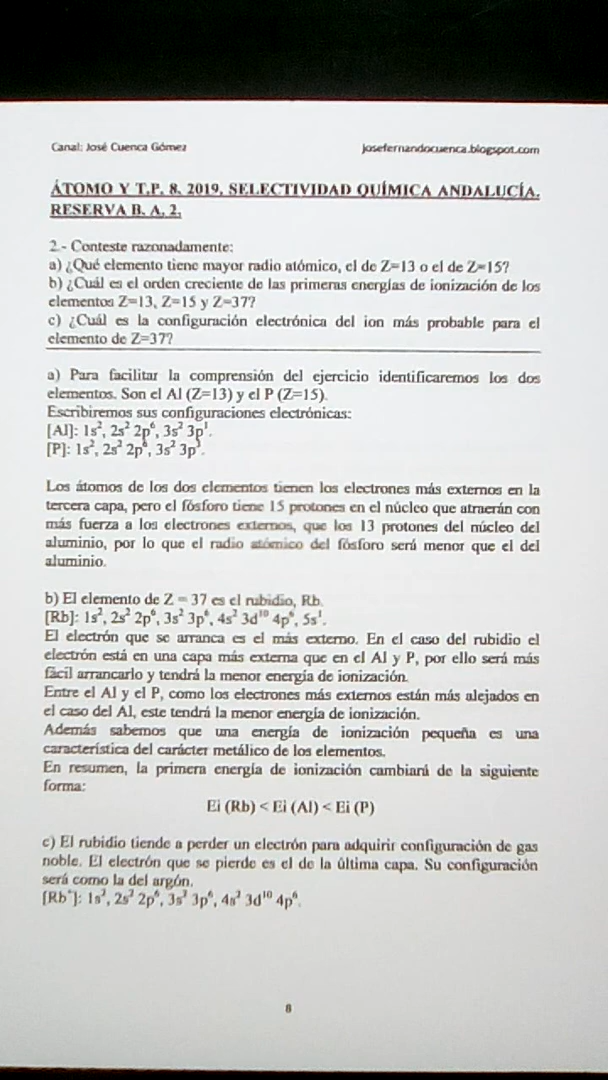 Canal: José Cuenca Gómez
josefernandocuenca.blogspot.com
ÁTOMO Y T.P. 8. 2019. SELECTIVIDAD QUÍMICA ANDALUCÍA.
RESERVA B. A. 2.
2.- Conteste razonadamente:
a) ¿Qué elemento tiene mayor radio atómico, el de Z=13 o el de Z=15?
b) ¿Cuál es el orden creciente de las primeras energías de ionización de los
elementos Z=13, Z=15 y Z=37?
c) ¿Cuál es la configuración electrónica del ion más probable para el
elemento de Z=37?
a) Para facilitar la comprensión del ejercicio identificaremos los dos
elementos. Son el Al (Z=13) y el P (Z=15).
Escribiremos sus configuraciones electrónicas:
[Al]: 1s², 2s² 2p⁶, 3s² 3p¹.
[P]: 1s², 2s² 2p⁶, 3s² 3p³.
Los átomos de los dos elementos tienen los electrones más externos en la
tercera capa, pero el fósforo tiene 15 protones en el núcleo que atraerán con
más fuerza a los electrones externos, que los 13 protones del núcleo del
aluminio, por lo que el radio atómico del fósforo será menor que el del
aluminio.
b) El elemento de Z = 37 es el rubidio, Rb.
[Rb]: 1s², 2s² 2p⁶, 3s² 3p⁶, 4s² 3d¹⁰ 4p⁶, 5s¹.
El electrón que se arranca es el más externo. En el caso del rubidio el
electrón está en una capa más externa que en el Al y P, por ello será más
fácil arrancarlo y tendrá la menor energía de ionización.
Entre el Al y el P, como los electrones más externos están más alejados en
el caso del Al, este tendrá la menor energía de ionización.
Además sabemos que una energía de ionización pequeña es una
característica del carácter metálico de los elementos.
En resumen, la primera energía de ionización cambiará de la siguiente
forma:
Ei (Rb) < Ei (Al) < Ei (P)
c) El rubidio tiende a perder un electrón para adquirir configuración de gas
noble. El electrón que se pierde es el de la última capa. Su configuración
será como la del argón.
[Rb⁺]: 1s², 2s² 2p⁶, 3s² 3p⁶, 4s² 3d¹⁰ 4p⁶.
8